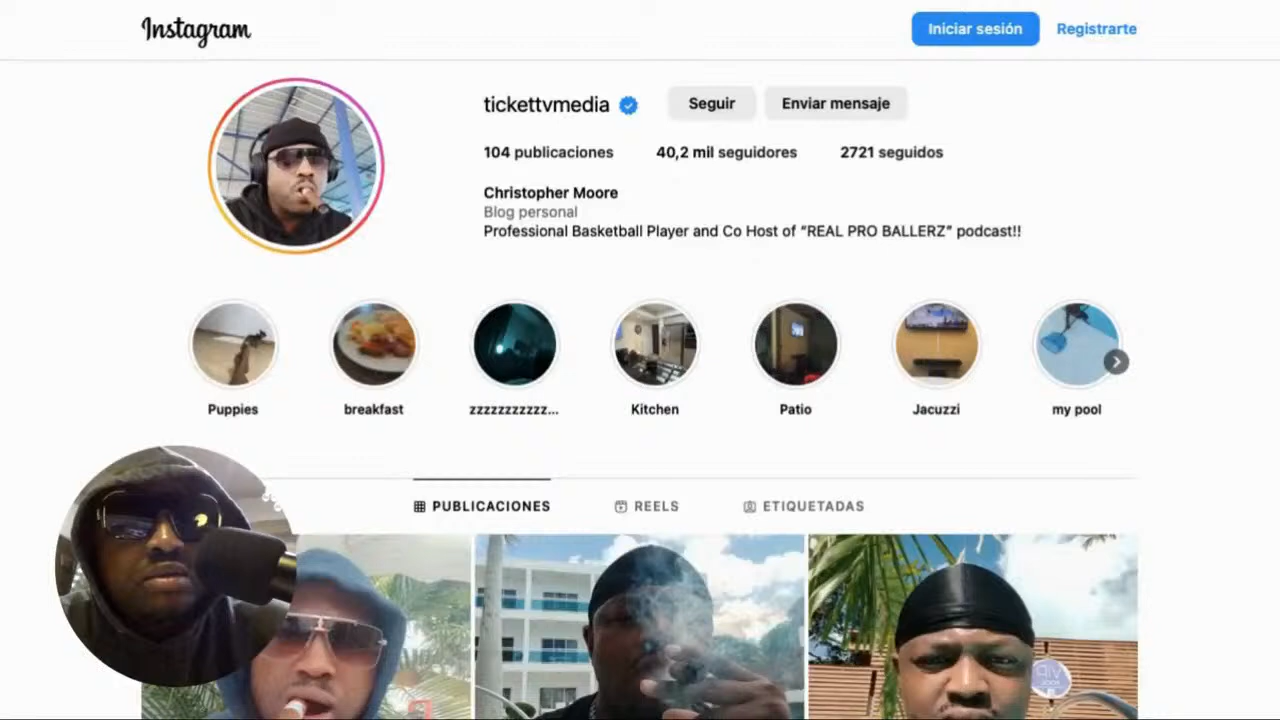 Instagram
Iniciar sesión
Registrarte
tickettvmedia
Seguir
Enviar mensaje
104 publicaciones
40,2 mil seguidores
2721 seguidos
Christopher Moore
Blog personal
Professional Basketball Player and Co Host of “REAL PRO BALLERZ” podcast!!
Puppies
breakfast
zzzzzzzzzzz...
Kitchen
Patio
Jacuzzi
my pool
PUBLICACIONES
REELS
ETIQUETADAS
VIP
POOL